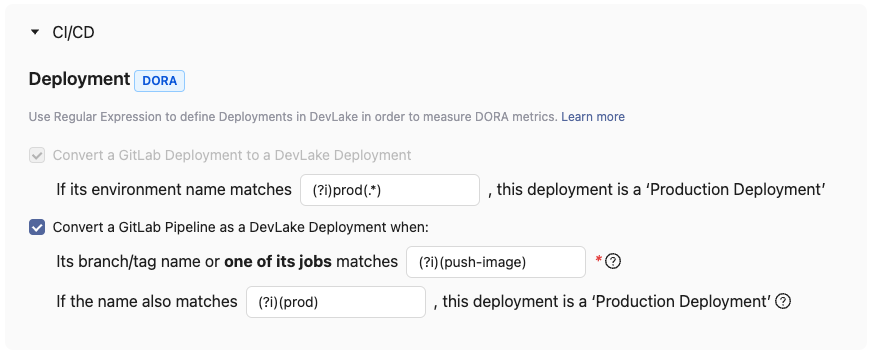 CI/CD
Deployment DORA
Use Regular Expression to define Deployments in DevLake in order to measure DORA metrics. Learn more
Convert a GitLab Deployment to a DevLake Deployment
If its environment name matches (?i)prod(.*) , this deployment is a ‘Production Deployment’
Convert a GitLab Pipeline as a DevLake Deployment when:
Its branch/tag name or one of its jobs matches (?i)(push-image) * ?
If the name also matches (?i)(prod) , this deployment is a ‘Production Deployment’ ?